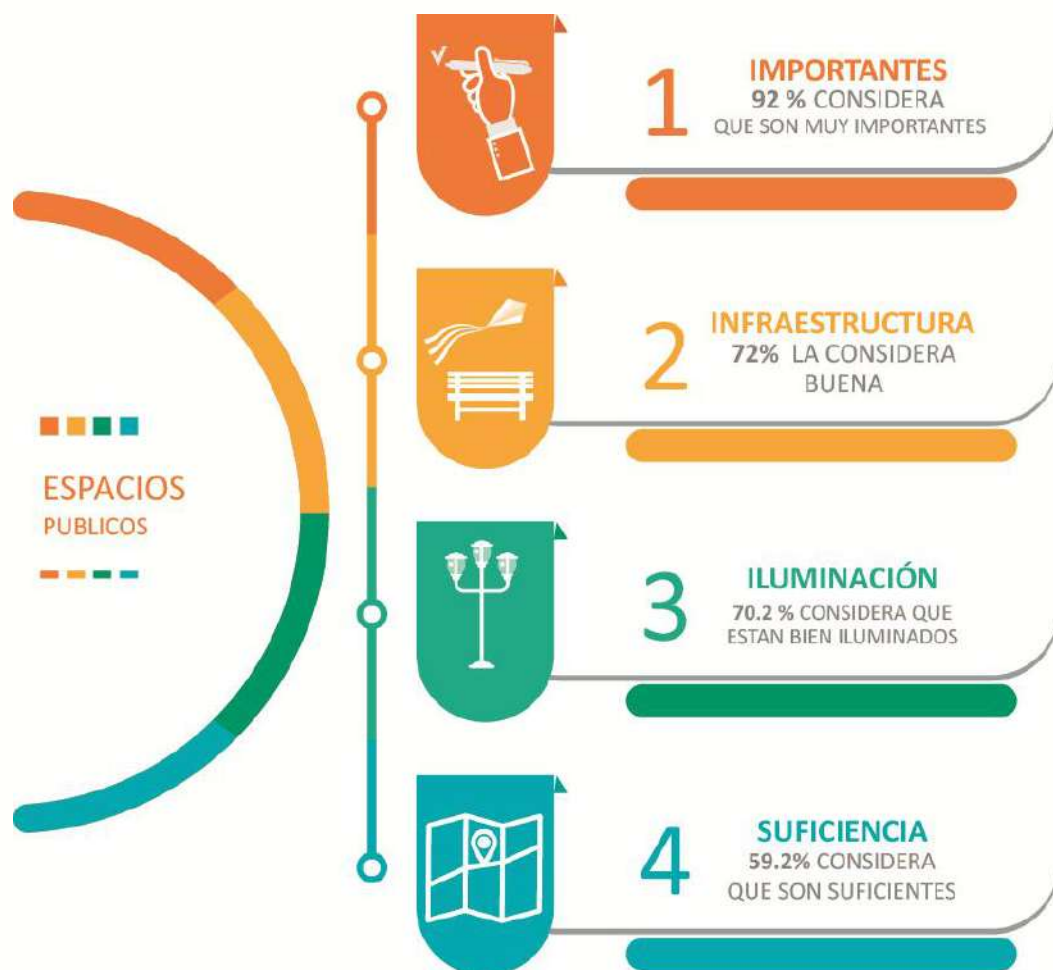 ESPACIOS
PUBLICOS
1
IMPORTANTES
92 % CONSIDERA
QUE SON MUY IMPORTANTES
2
INFRAESTRUCTURA
72% LA CONSIDERA
BUENA
3
ILUMINACIÓN
70.2 % CONSIDERA QUE
ESTAN BIEN ILUMINADOS
4
SUFICIENCIA
59.2% CONSIDERA
QUE SON SUFICIENTES